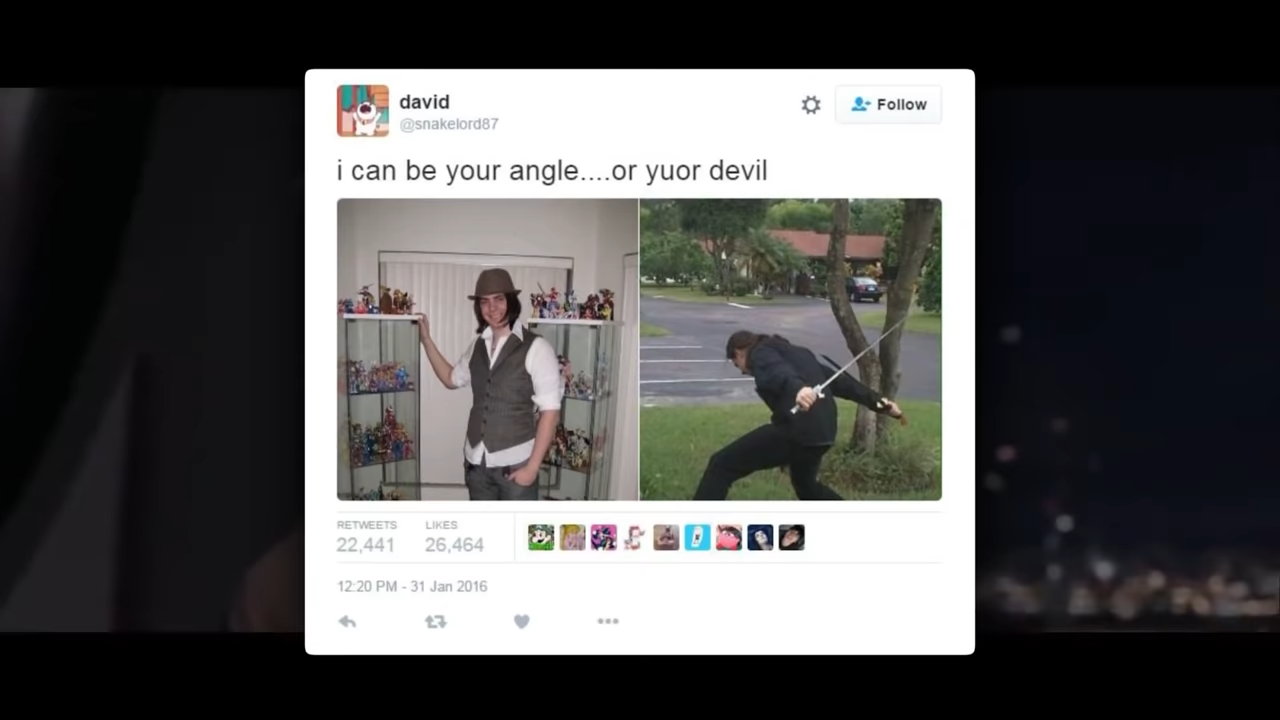 david
@snakelord87
Follow
i can be your angle....or yuor devil
RETWEETS LIKES
22,441 26,464
12:20 PM - 31 Jan 2016